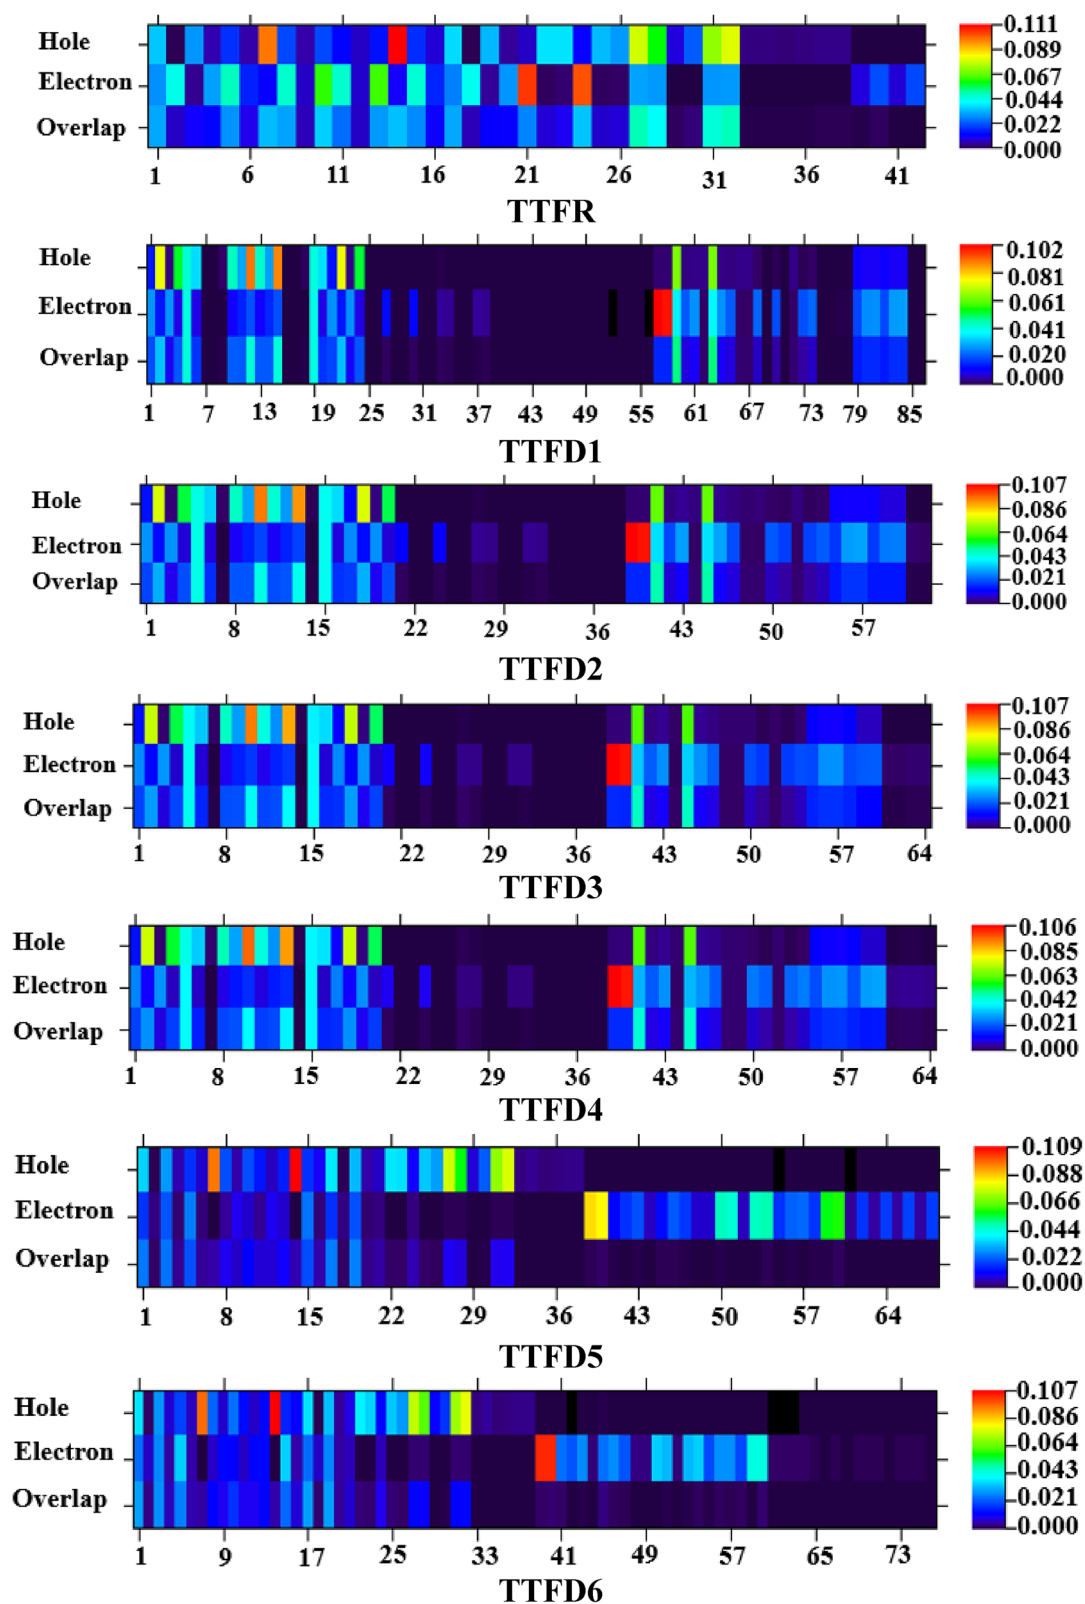 Hole
Electron
Overlap
0.111
0.089
0.067
0.044
0.022
0.000
1 6 11 16 21 26 31 36 41
TTFR
Hole
Electron
Overlap
0.102
0.081
0.061
0.041
0.020
0.000
1 7 13 19 25 31 37 43 49 55 61 67 73 79 85
TTFD1
Hole
Electron
Overlap
0.107
0.086
0.064
0.043
0.021
0.000
1 8 15 22 29 36 43 50 57
TTFD2
Hole
Electron
Overlap
0.107
0.086
0.064
0.043
0.021
0.000
1 8 15 22 29 36 43 50 57 64
TTFD3
Hole
Electron
Overlap
0.106
0.085
0.063
0.042
0.021
0.000
1 8 15 22 29 36 43 50 57 64
TTFD4
Hole
Electron
Overlap
0.109
0.088
0.066
0.044
0.022
0.000
1 8 15 22 29 36 43 50 57 64
TTFD5
Hole
Electron
Overlap
0.107
0.086
0.064
0.043
0.021
0.000
1 9 17 25 33 41 49 57 65 73
TTFD6